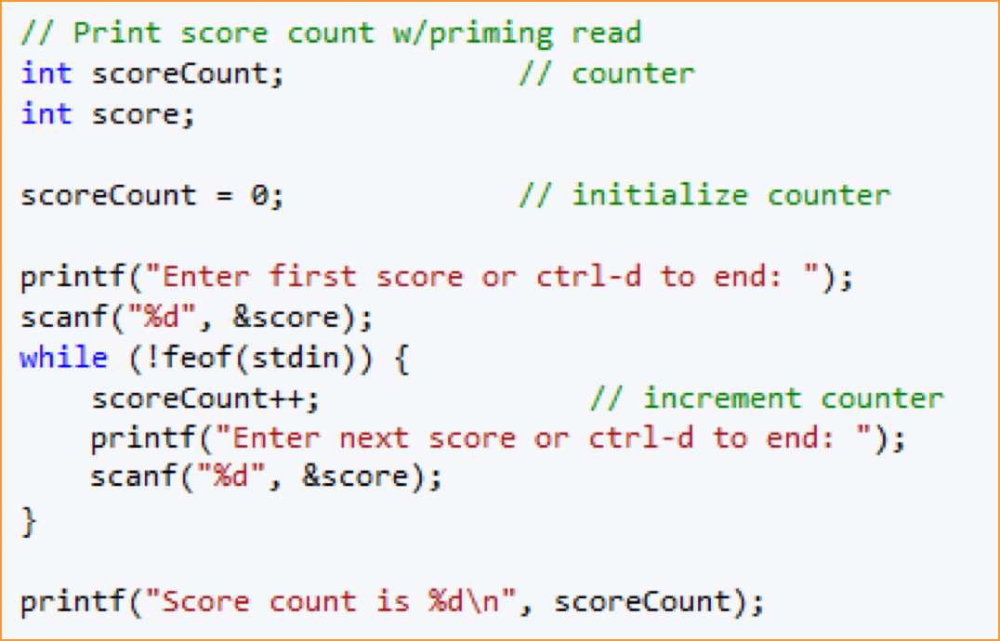 // Print score count w/priming read
int scoreCount;             // counter
int score;

scoreCount = 0;             // initialize counter

printf("Enter first score or ctrl-d to end: ");
scanf("%d", &score);
while (!feof(stdin)) {
    scoreCount++;               // increment counter
    printf("Enter next score or ctrl-d to end: ");
    scanf("%d", &score);
}

printf("Score count is %d\n", scoreCount);